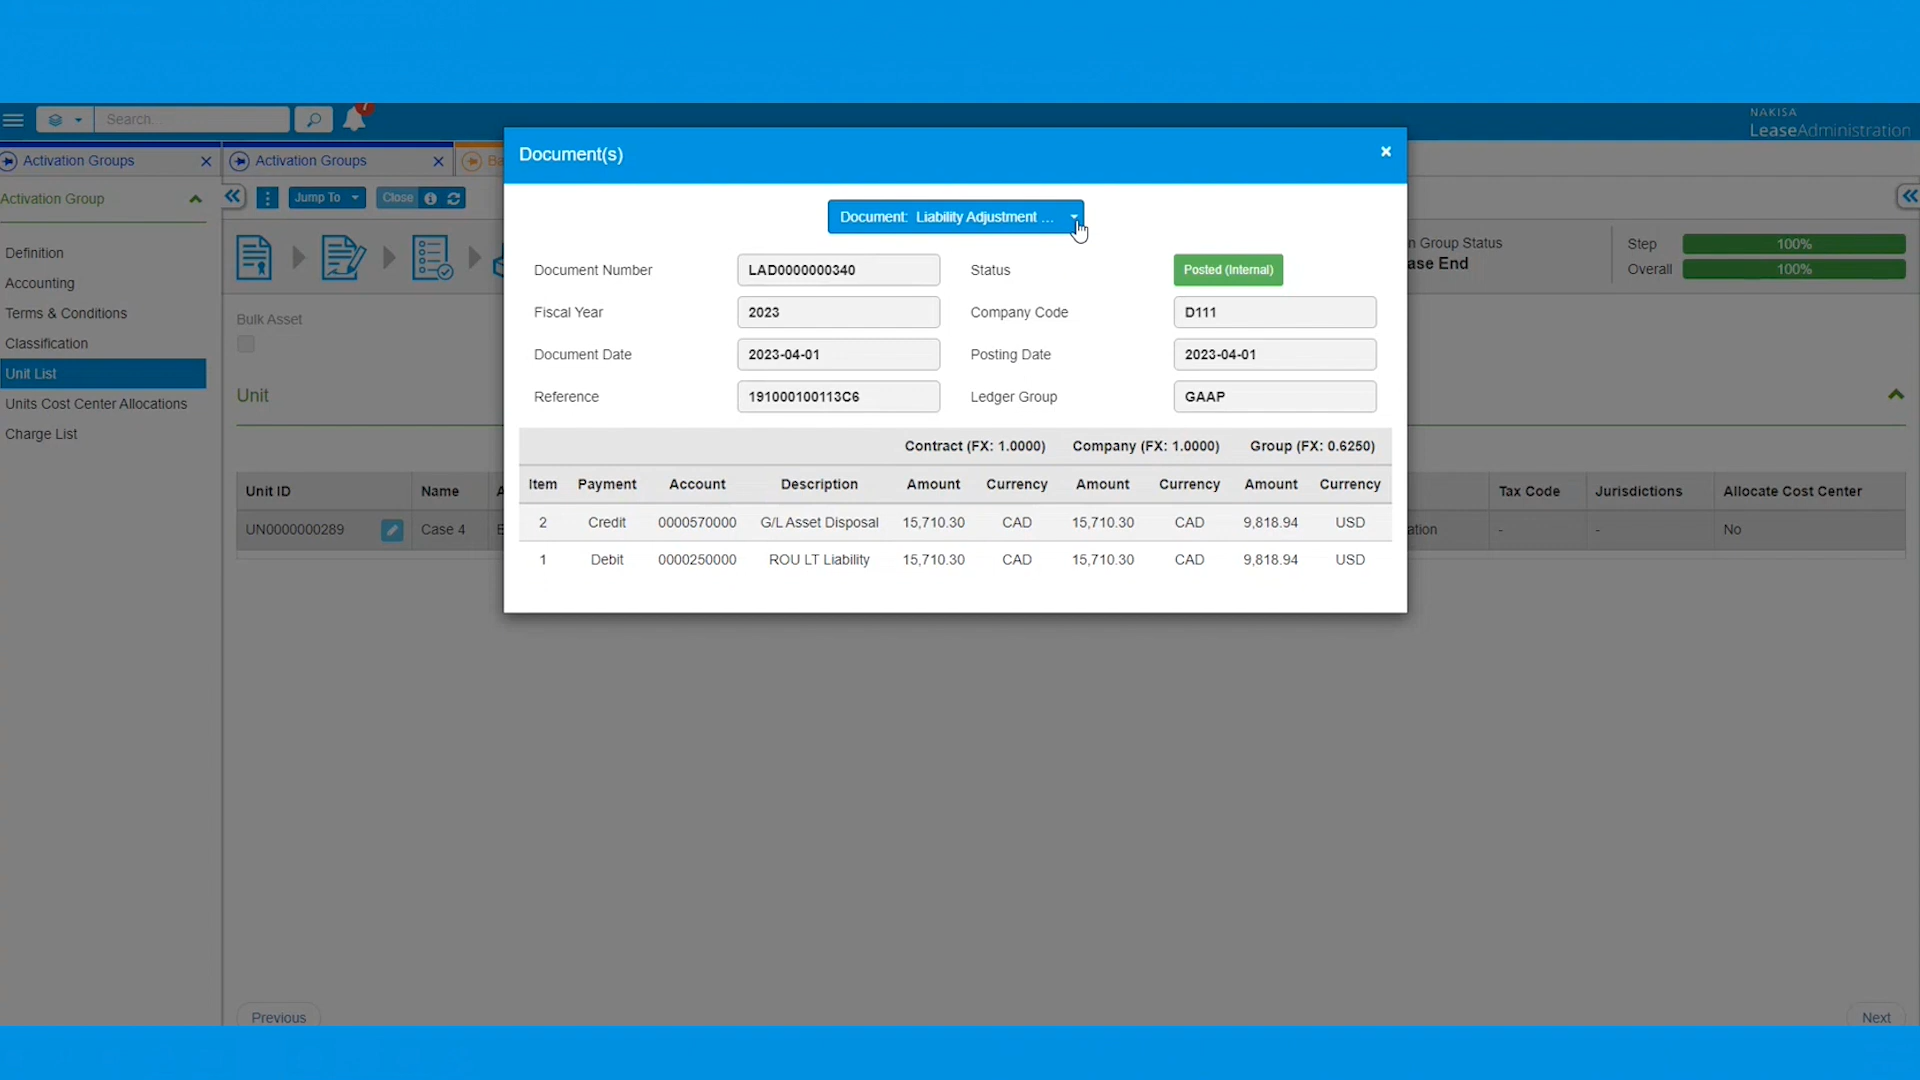 Search...
7
NAKISA
LeaseAdministration
Activation Groups
Activation Groups
Ba
Activation Group
Definition
Accounting
Terms & Conditions
Classification
Unit List
Units Cost Center Allocations
Charge List
Jump To
Close
n Group Status
ase End
Step 100%
Overall 100%
Bulk Asset
Unit
Unit ID Name A Tax Code Jurisdictions Allocate Cost Center
UN0000000289 Case 4 E ation - - No
Previous
Next
Document(s)
×
Document: Liability Adjustment ...
Document Number LAD0000000340 Status Posted (Internal)
Fiscal Year 2023 Company Code D111
Document Date 2023-04-01 Posting Date 2023-04-01
Reference 191000100113C6 Ledger Group GAAP
Contract (FX: 1.0000) Company (FX: 1.0000) Group (FX: 0.6250)
Item Payment Account Description Amount Currency Amount Currency Amount Currency
2 Credit 0000570000 G/L Asset Disposal 15,710.30 CAD 15,710.30 CAD 9,818.94 USD
1 Debit 0000250000 ROU LT Liability 15,710.30 CAD 15,710.30 CAD 9,818.94 USD